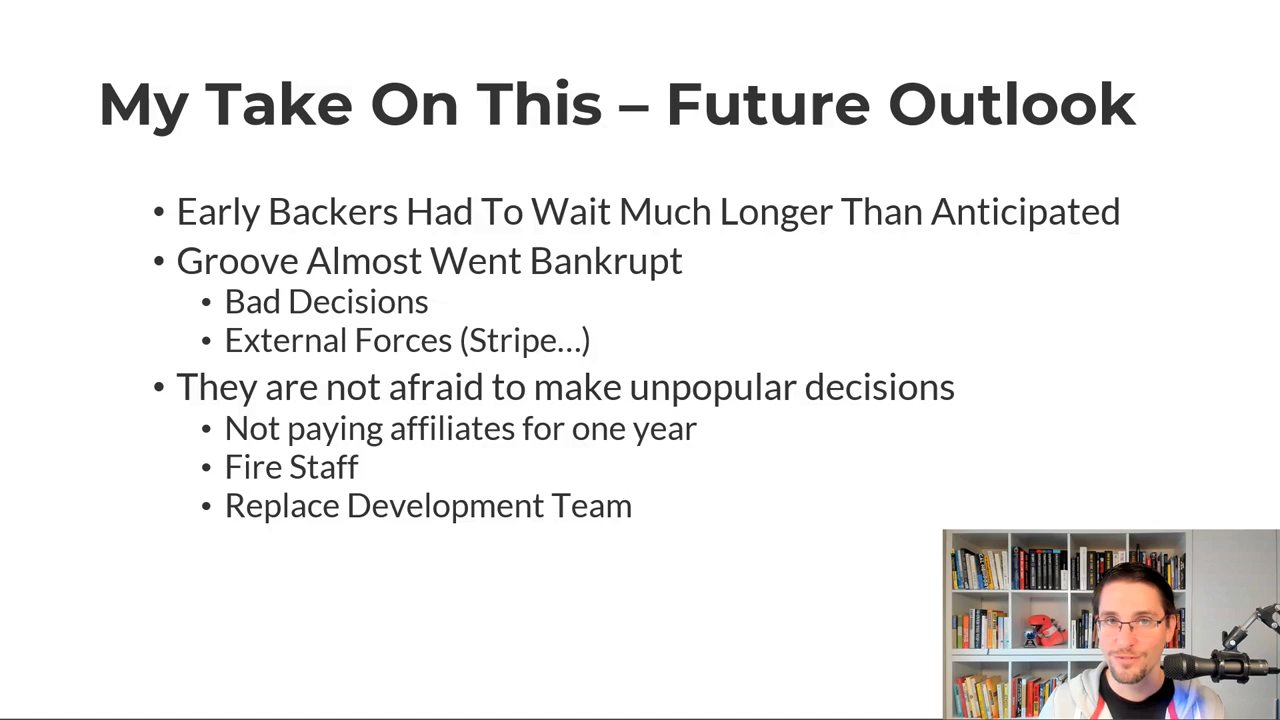 My Take On This – Future Outlook
• Early Backers Had To Wait Much Longer Than Anticipated
• Groove Almost Went Bankrupt
• Bad Decisions
• External Forces (Stripe...)
• They are not afraid to make unpopular decisions
• Not paying affiliates for one year
• Fire Staff
• Replace Development Team